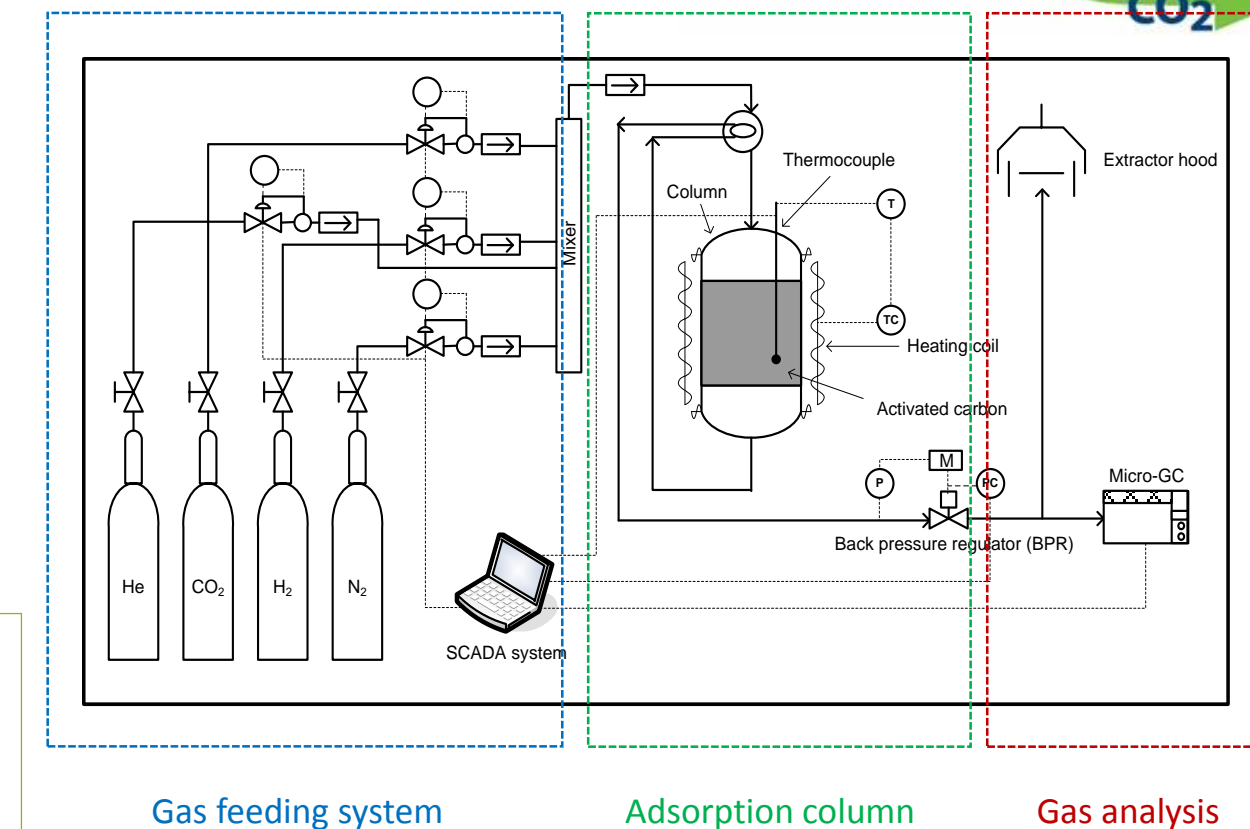 CO2
Extractor hood
Thermocouple
Column
T
Mixer
TC
Heating coil
Activated carbon
M
P
PC
Micro-GC
Back pressure regulator (BPR)
He
CO₂
H₂
N₂
SCADA system
Gas feeding system
Adsorption column
Gas analysis